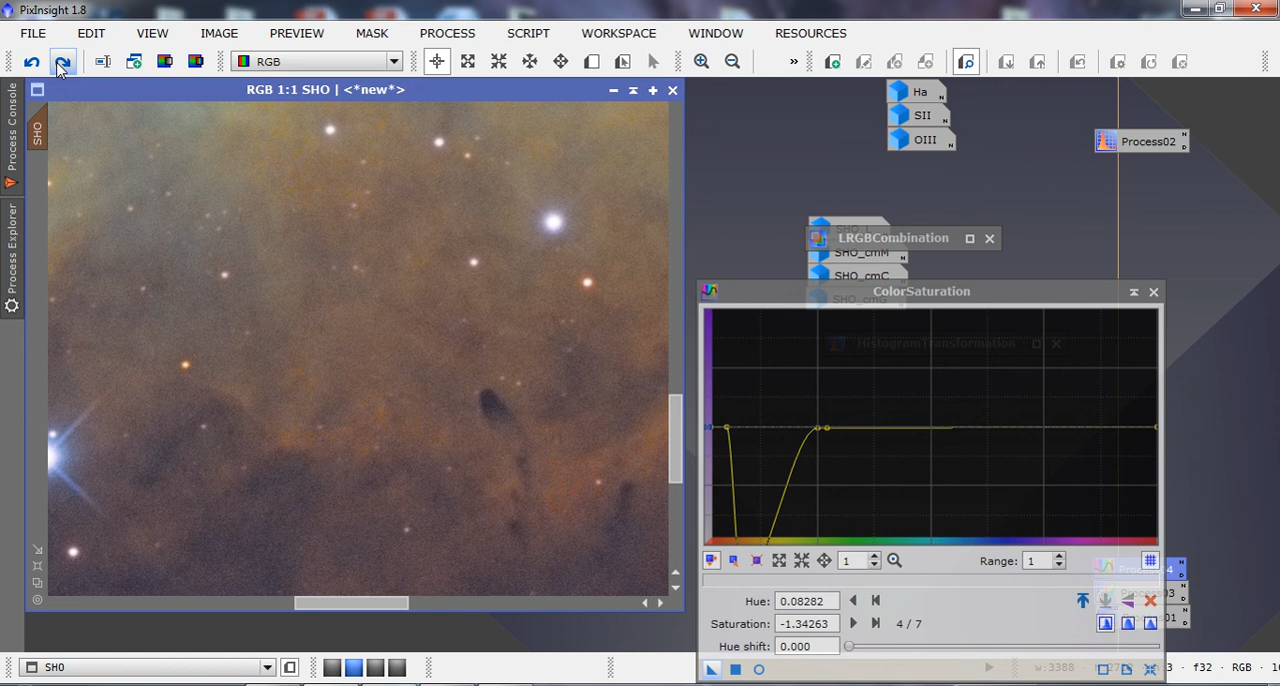 PixInsight 1.8
FILE EDIT VIEW IMAGE PREVIEW MASK PROCESS SCRIPT WORKSPACE WINDOW RESOURCES
RGB
»
RGB 1:1 SHO | <*new*>
SHO
Process Console
Process Explorer
Ha
N
SII
N
OIII
N
Process02
N
D
LRGBCombination
SHO_cmM
N
SHO_cmC
N
ColorSaturation
HistogramTransformation
1
Range: 1
Hue: 0.08282
Saturation: -1.34263
4 / 7
Hue shift: 0.000
Process03
N
D
SHO
f32 · RGB ·